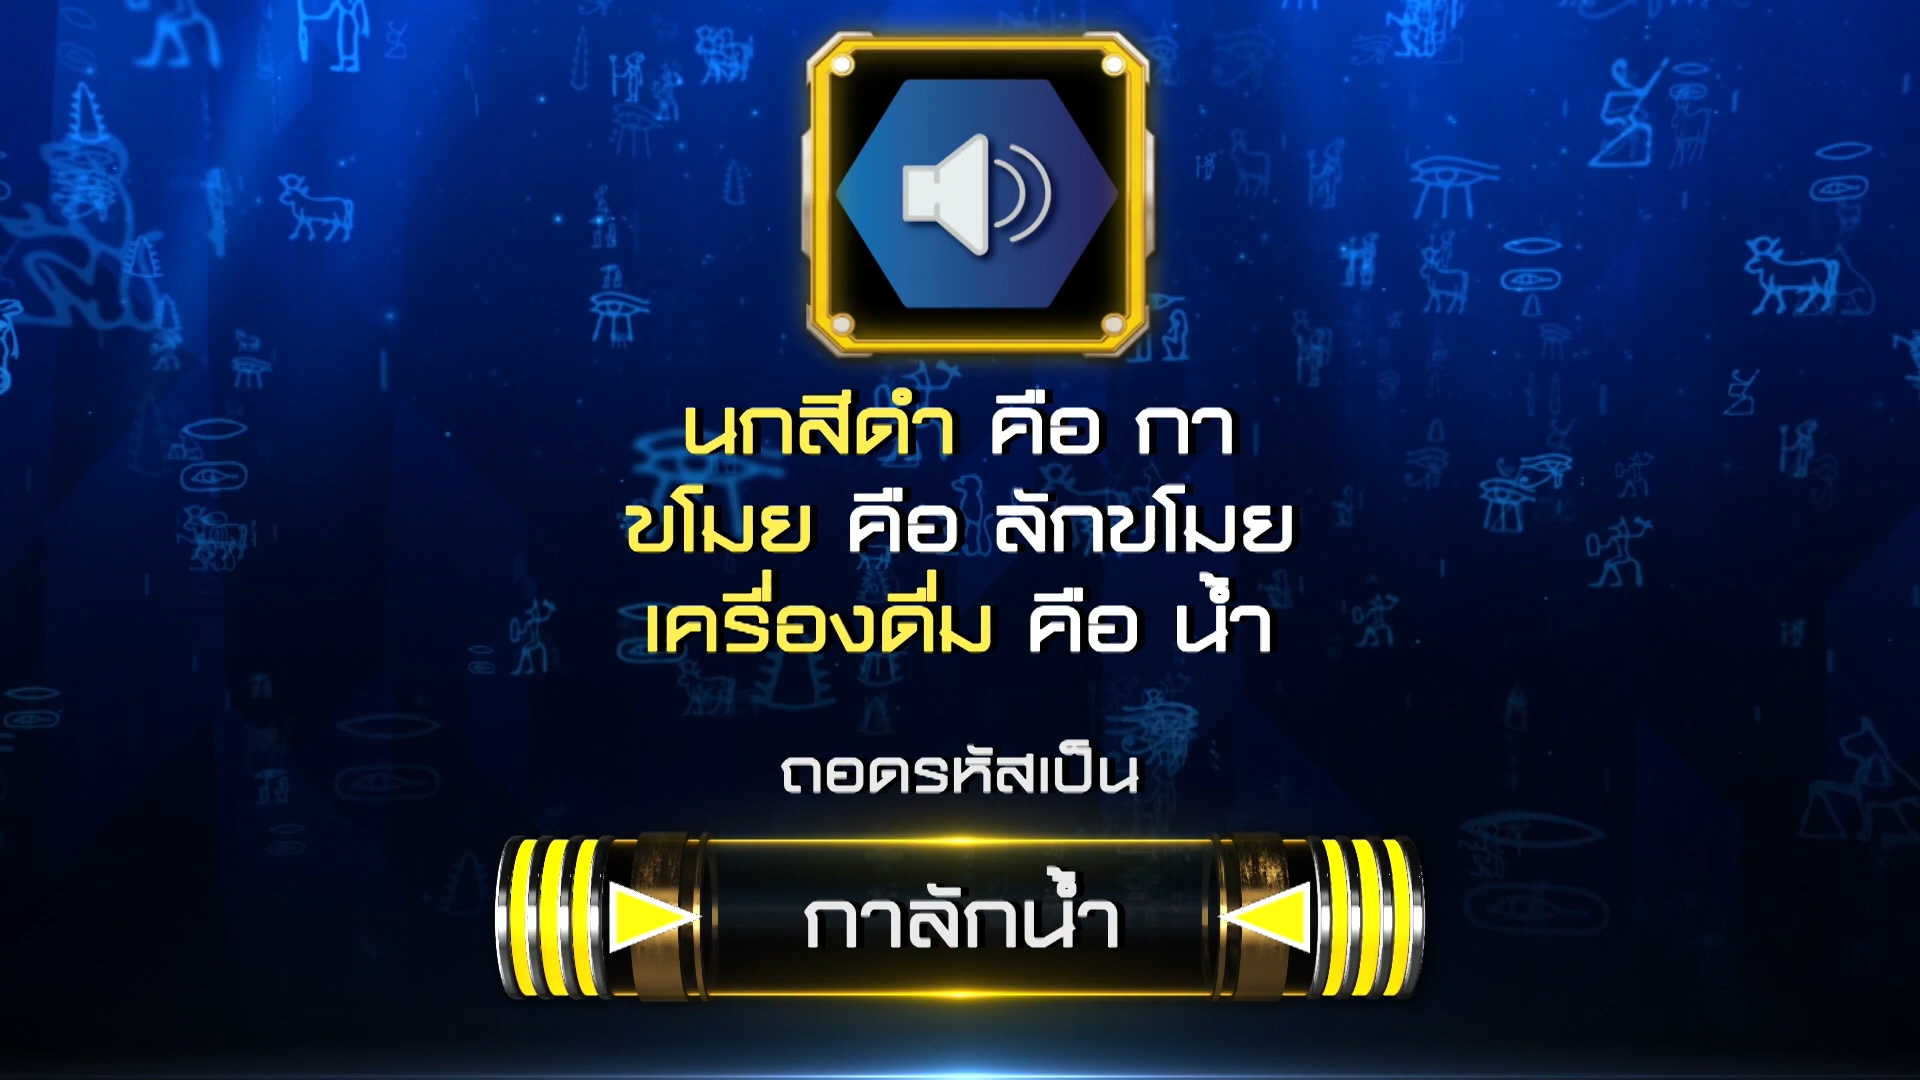 นกสีดำ คือ กา
ขโมย คือ ลักขโมย
เครื่องดื่ม คือ น้ำ
ถอดรหัสเป็น
กาลักน้ำ